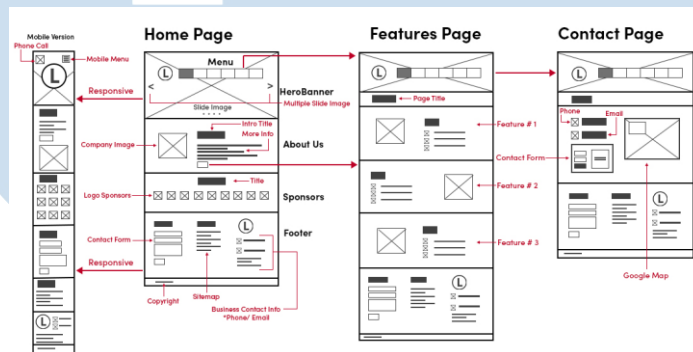 Mobile Version
Phone Call
Mobile Menu
L
Responsive
Responsive
Home Page
Menu
L
<
>
HeroBanner
Multiple Slide Image
Slide Image
Intro Title
More Info
Company Image
About Us
Title
Logo Sponsors
Sponsors
Footer
Contact Form
L
Copyright
Sitemap
Business Contact Info
*Phone/ Email
L
Features Page
L
Page Title
Feature # 1
Feature # 2
Feature # 3
L
Contact Page
L
Phone
Email
Contact Form
L
Google Map